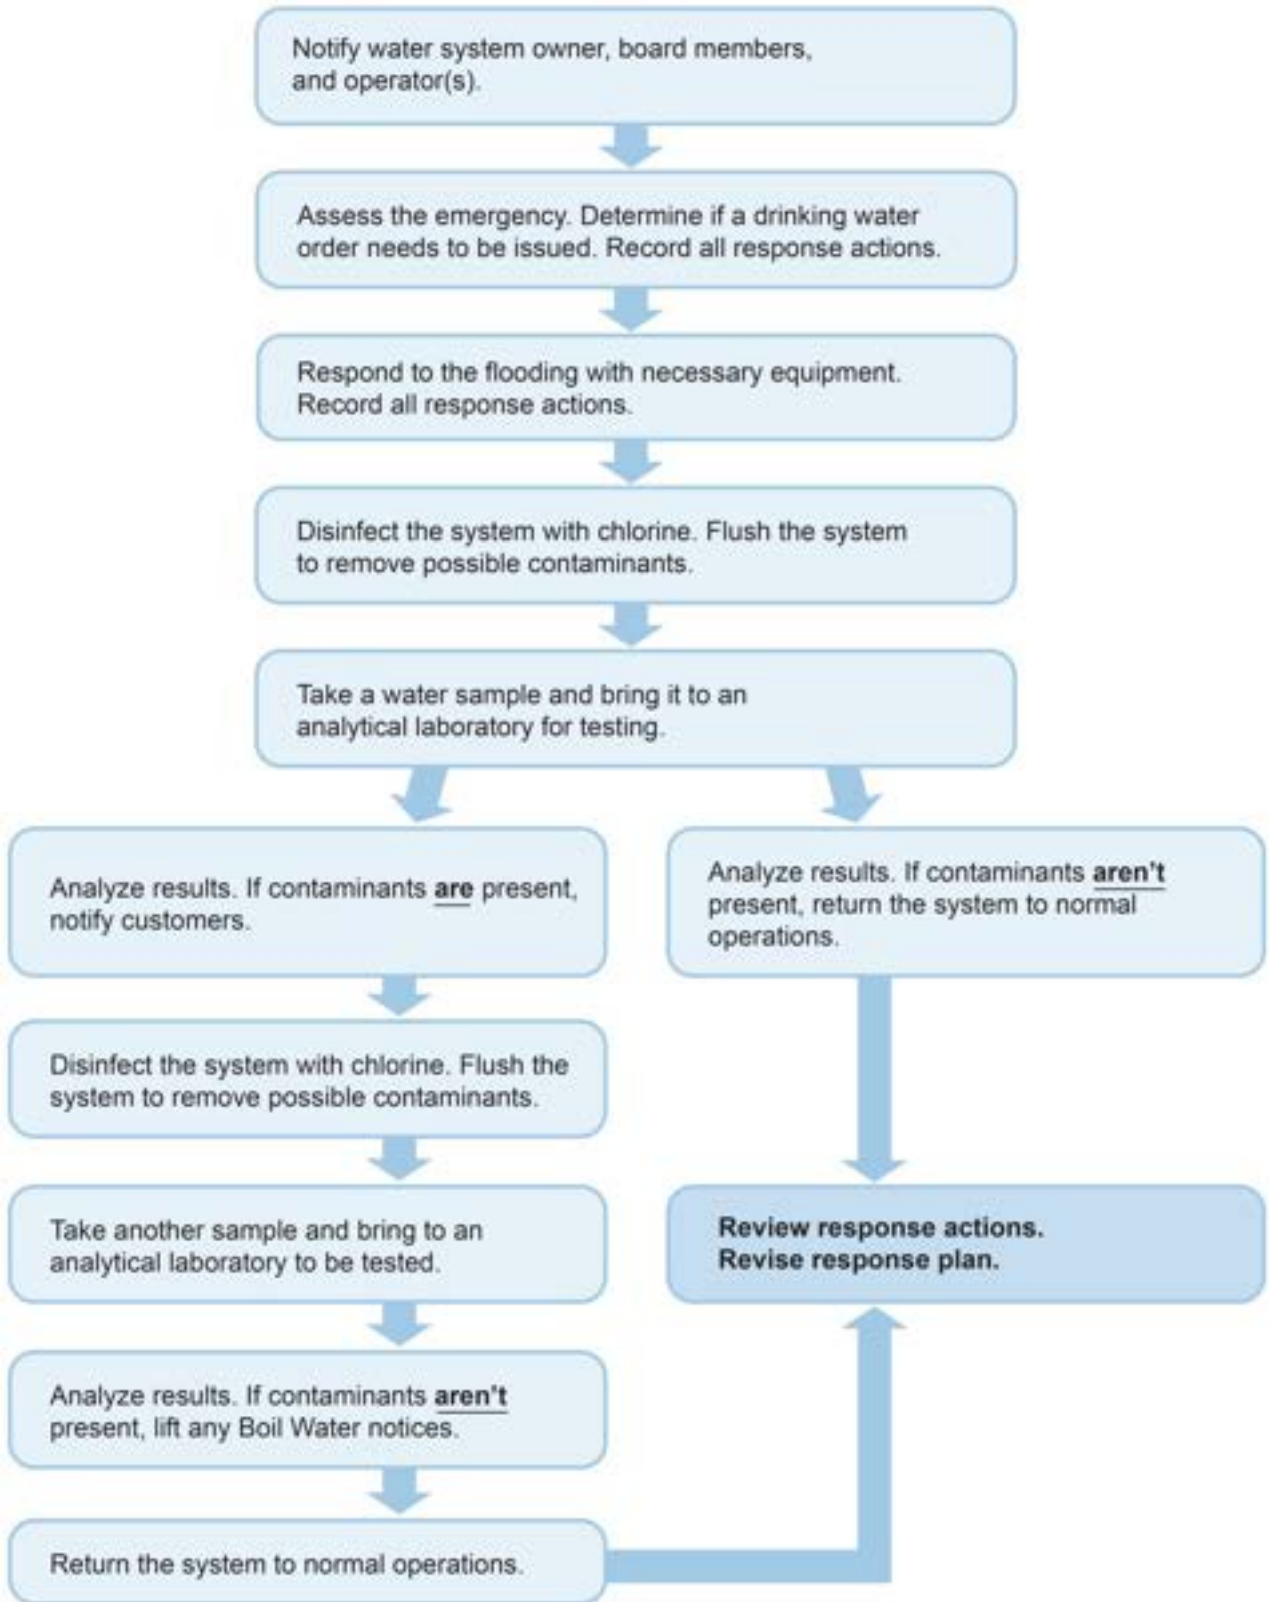 Notify water system owner, board members,
and operator(s).
Assess the emergency. Determine if a drinking water
order needs to be issued. Record all response actions.
Respond to the flooding with necessary equipment.
Record all response actions.
Disinfect the system with chlorine. Flush the system
to remove possible contaminants.
Take a water sample and bring it to an
analytical laboratory for testing.
Analyze results. If contaminants are present,
notify customers.
Analyze results. If contaminants aren't
present, return the system to normal
operations.
Disinfect the system with chlorine. Flush the
system to remove possible contaminants.
Take another sample and bring to an
analytical laboratory to be tested.
Review response actions.
Revise response plan.
Analyze results. If contaminants aren't
present, lift any Boil Water notices.
Return the system to normal operations.